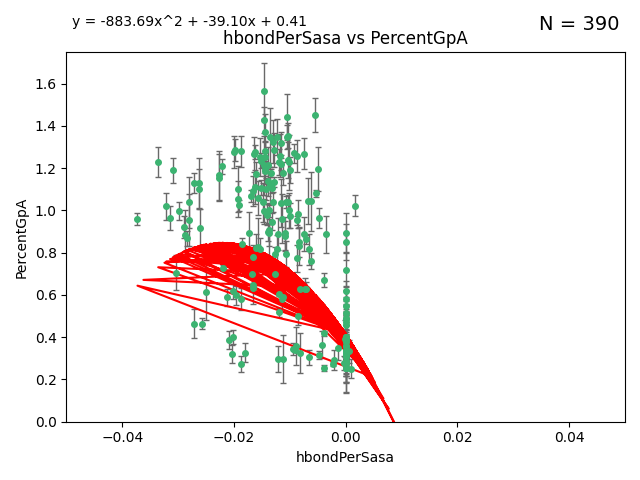 y = -883.69x^2 + -39.10x + 0.41
N = 390
hbondPerSasa vs PercentGpA
PercentGpA
1.6
1.4
1.2
1.0
0.8
0.6
0.4
0.2
0.0
−0.04
−0.02
0.00
0.02
0.04
hbondPerSasa